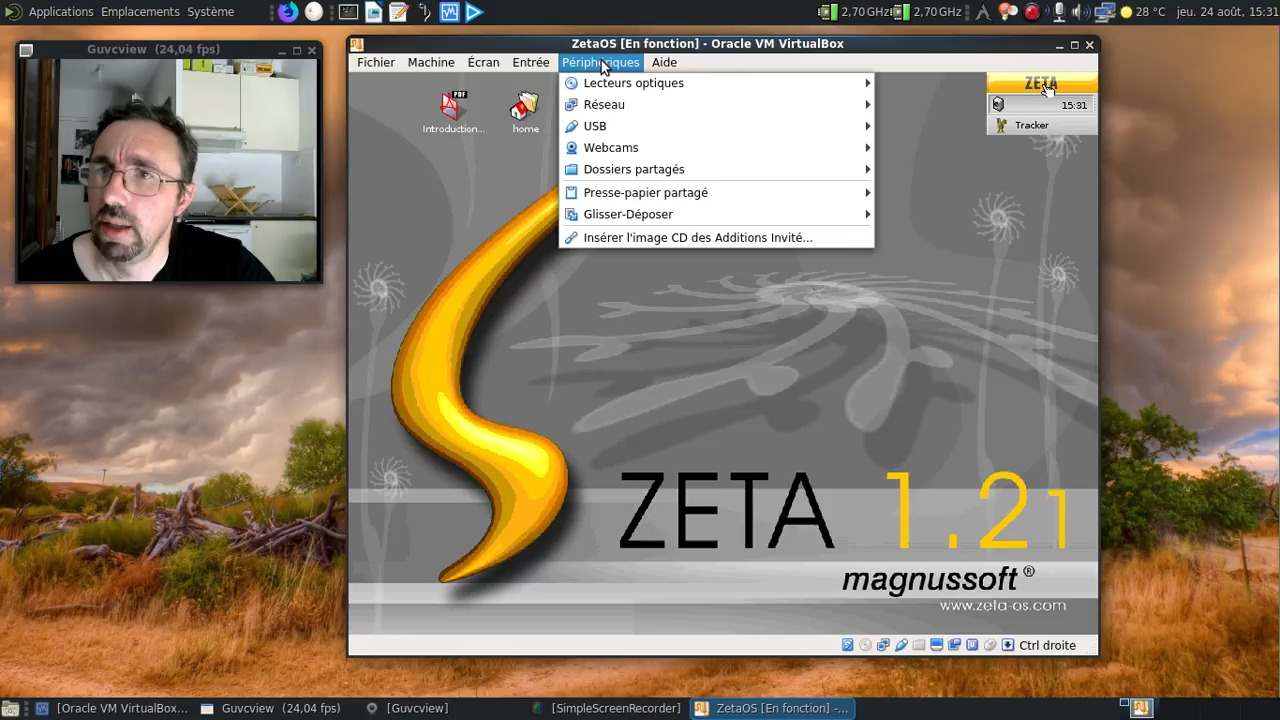 Applications Emplacements Système
2,70 GHz 2,70 GHz 28 °C jeu. 24 août, 15:31
Guvcview (24,04 fps)
ZetaOS [En fonction] - Oracle VM VirtualBox
Fichier Machine Écran Entrée Périphériques Aide
Lecteurs optiques
Réseau
USB
Webcams
Dossiers partagés
Presse-papier partagé
Glisser-Déposer
Insérer l'image CD des Additions Invité...
PDF
Introduction...
home
ZETA
15:31
Tracker
ZETA 1.21
magnussoft®
www.zeta-os.com
Ctrl droite
[Oracle VM VirtualBox... Guvcview (24,04 fps) [Guvcview] [SimpleScreenRecorder] ZetaOS [En fonction] -...